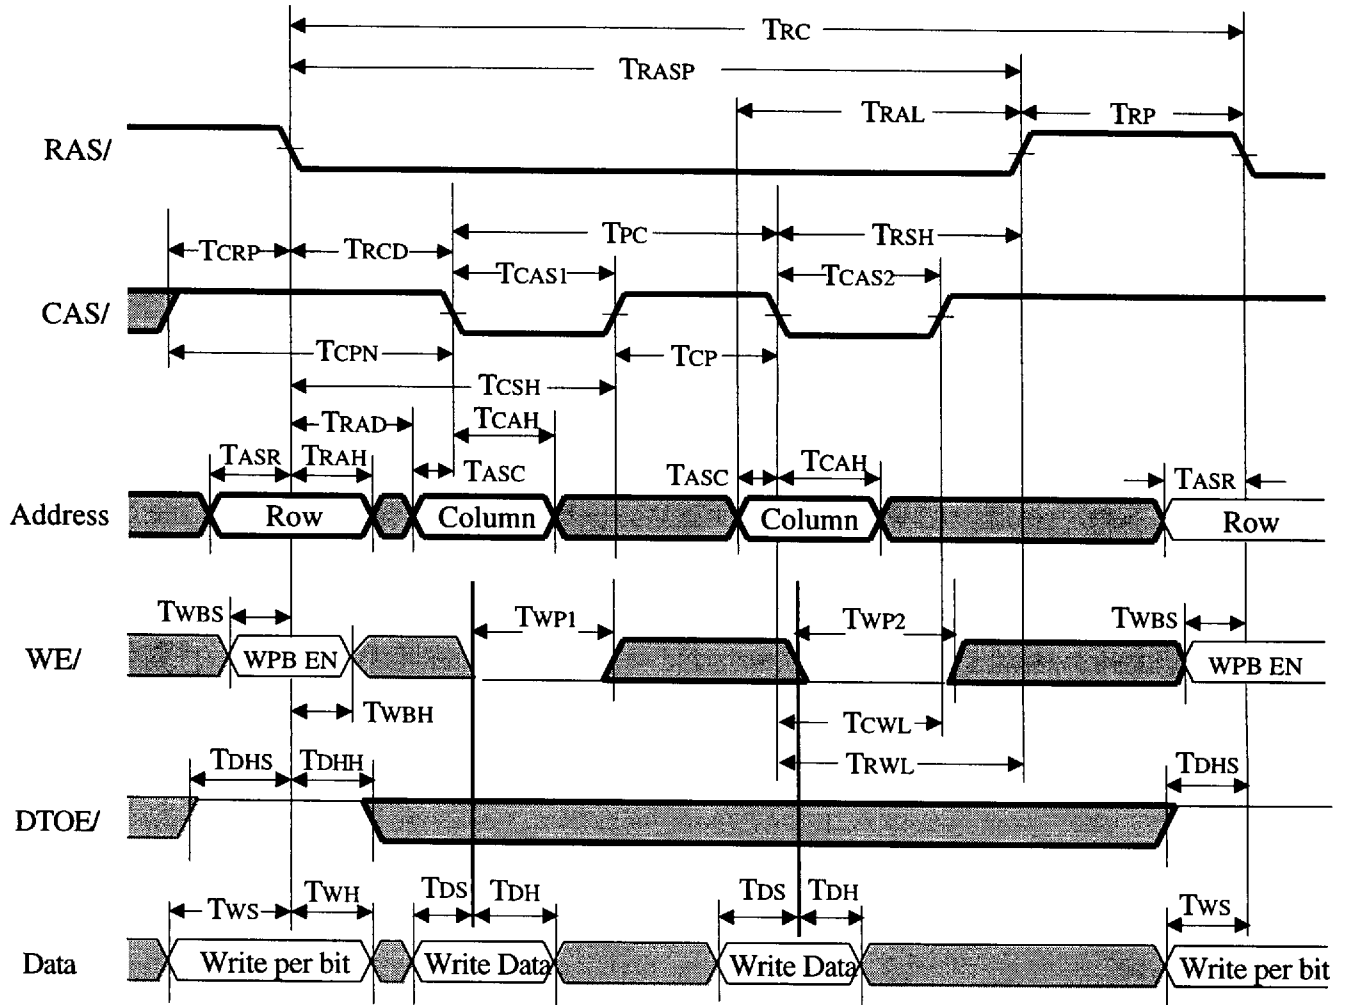 TRC
TRASP
TRAL TRP
RAS/
TCRP TRCD TPC TRSH
TCAS1 TCAS2
CAS/
TCPN TCP
TCSH
TRAD TCAH
TASR TRAH TASC TASC TCAH TASR
Address Row Column Column Row
TWBS TWP1 TWP2 TWBS
WE/ WPB EN WPB EN
TWBH TCWL
TDHS TDHH TRWL TDHS
DTOE/
TWS TWH TDS TDH TDS TDH TWS
Data Write per bit Write Data Write Data Write per bit